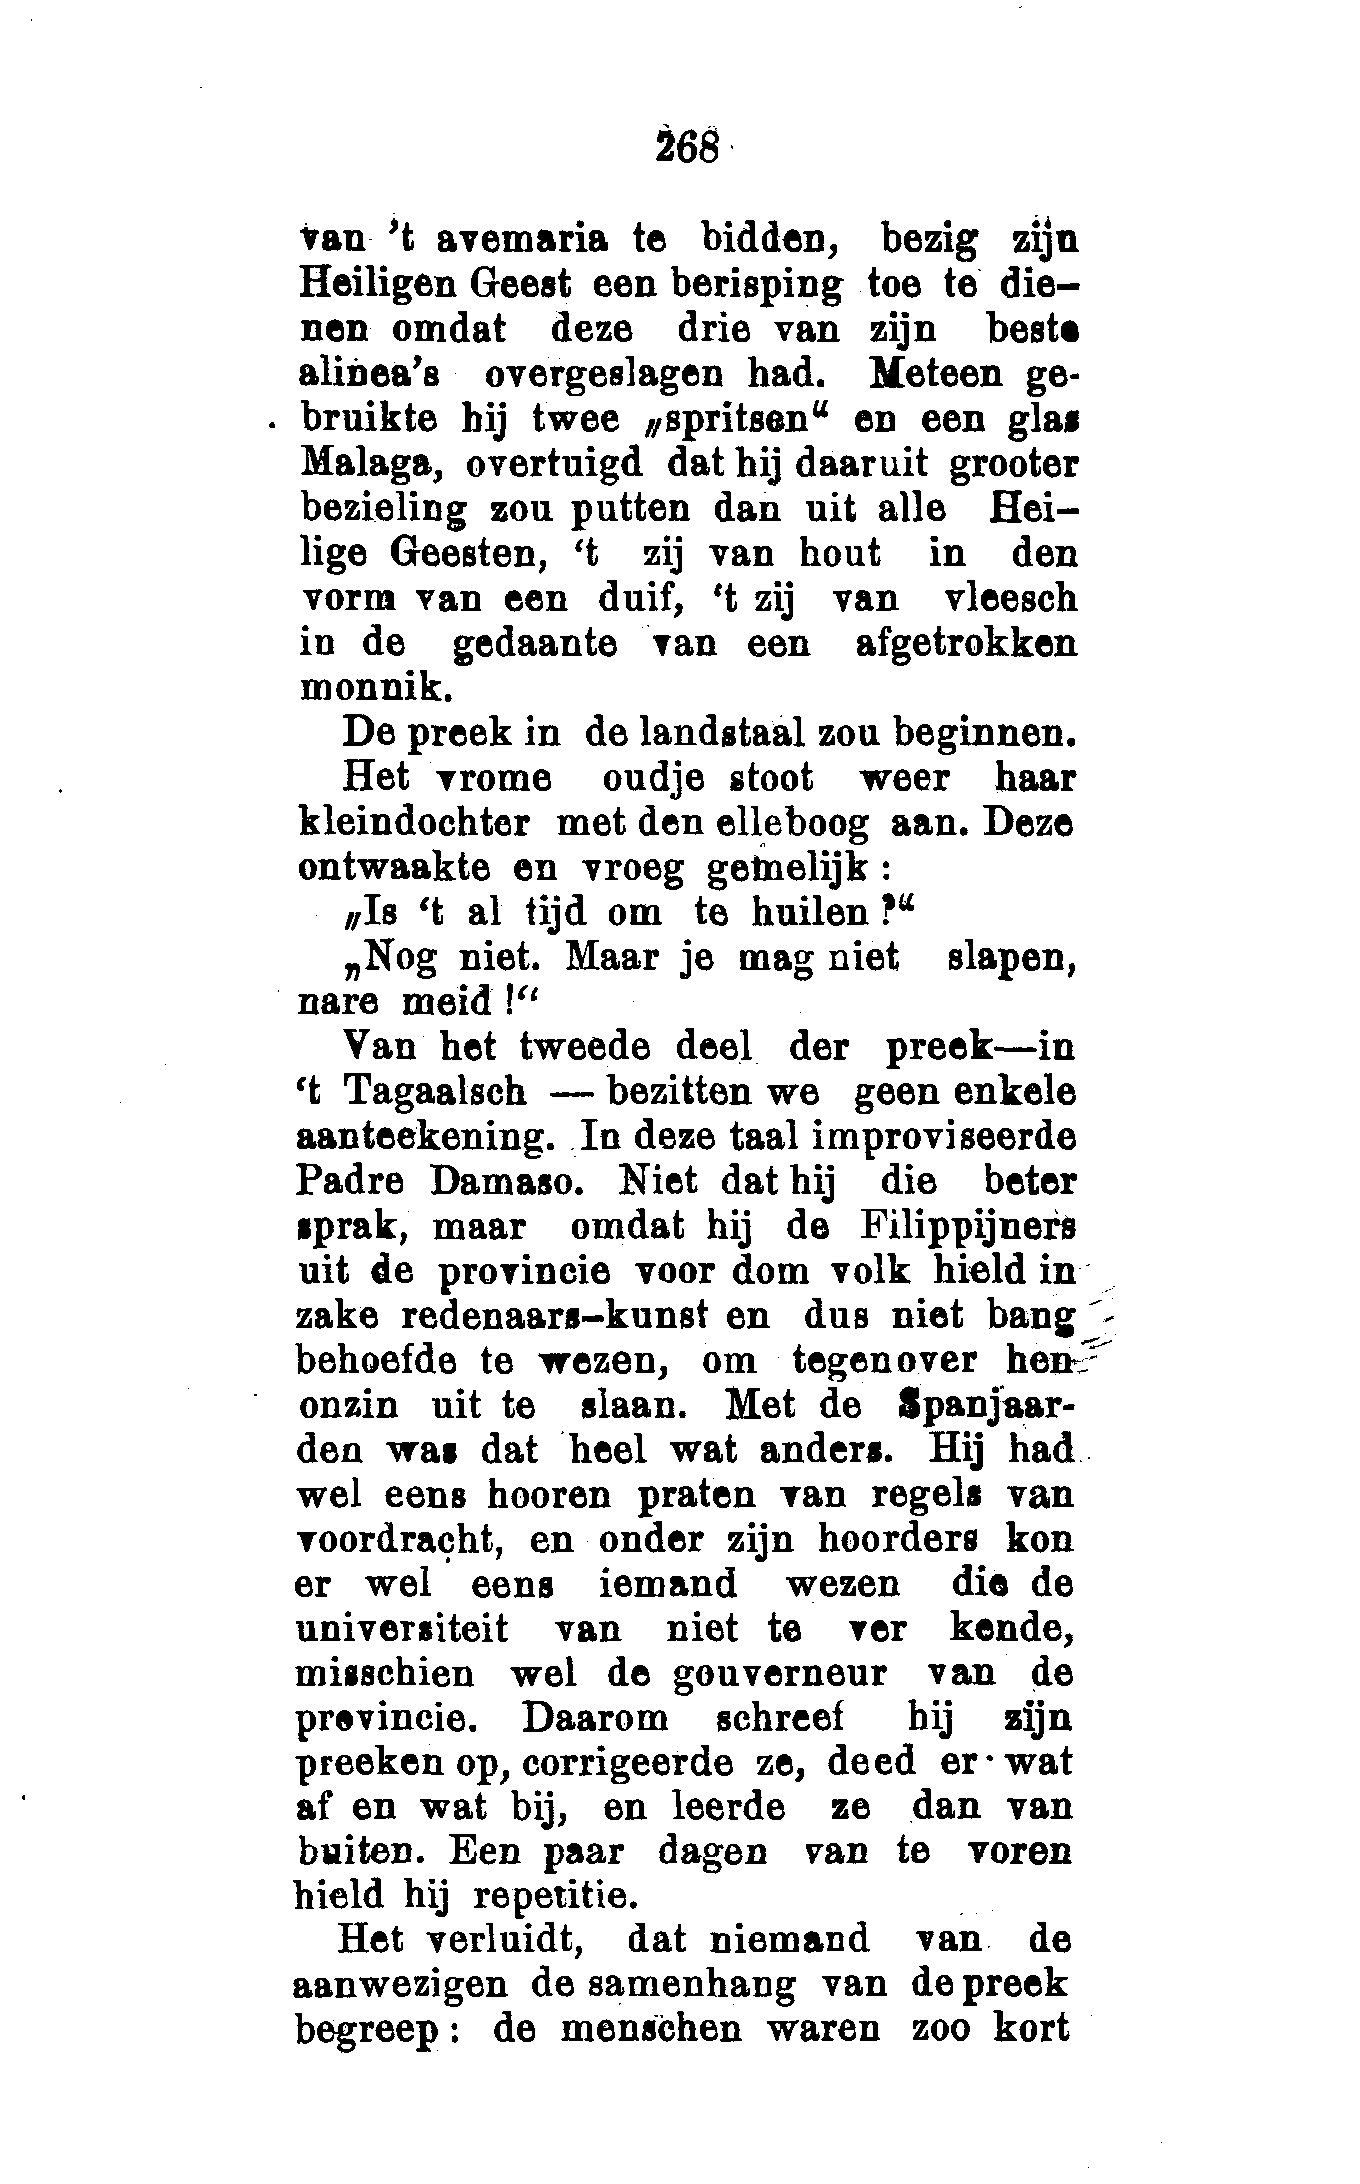 268
van 't avemaria te bidden, bezig zijn
Heiligen Geest een berisping toe te die-
nen omdat deze drie van zijn beste
alinea's overgeslagen had. Meteen ge-
bruikte hij twee „spritsen“ en een glas
Malaga, overtuigd dat hij daaruit grooter
bezieling zou putten dan uit alle Hei-
lige Geesten, ‘t zij van hout in den
vorm van een duif, ‘t zij van vleesch
in de gedaante van een afgetrokken
monnik.
De preek in de landstaal zou beginnen.
Het vrome oudje stoot weer haar
kleindochter met den elleboog aan. Deze
ontwaakte en vroeg gemelijk :
„Is ‘t al tijd om te huilen ?“
„Nog niet. Maar je mag niet slapen,
nare meid !“
Van het tweede deel der preek—in
‘t Tagaalsch — bezitten we geen enkele
aanteekening. In deze taal improviseerde
Padre Damaso. Niet dat hij die beter
sprak, maar omdat hij de Filippijners
uit de provincie voor dom volk hield in
zake redenaars-kunst en dus niet bang
behoefde te wezen, om tegenover hen
onzin uit te slaan. Met de Spanjaar-
den was dat heel wat anders. Hij had
wel eens hooren praten van regels van
voordracht, en onder zijn hoorders kon
er wel eens iemand wezen die de
universiteit van niet te ver kende,
misschien wel de gouverneur van de
provincie. Daarom schreef hij zijn
preeken op, corrigeerde ze, deed er wat
af en wat bij, en leerde ze dan van
buiten. Een paar dagen van te voren
hield hij repetitie.
Het verluidt, dat niemand van de
aanwezigen de samenhang van de preek
begreep : de menschen waren zoo kort